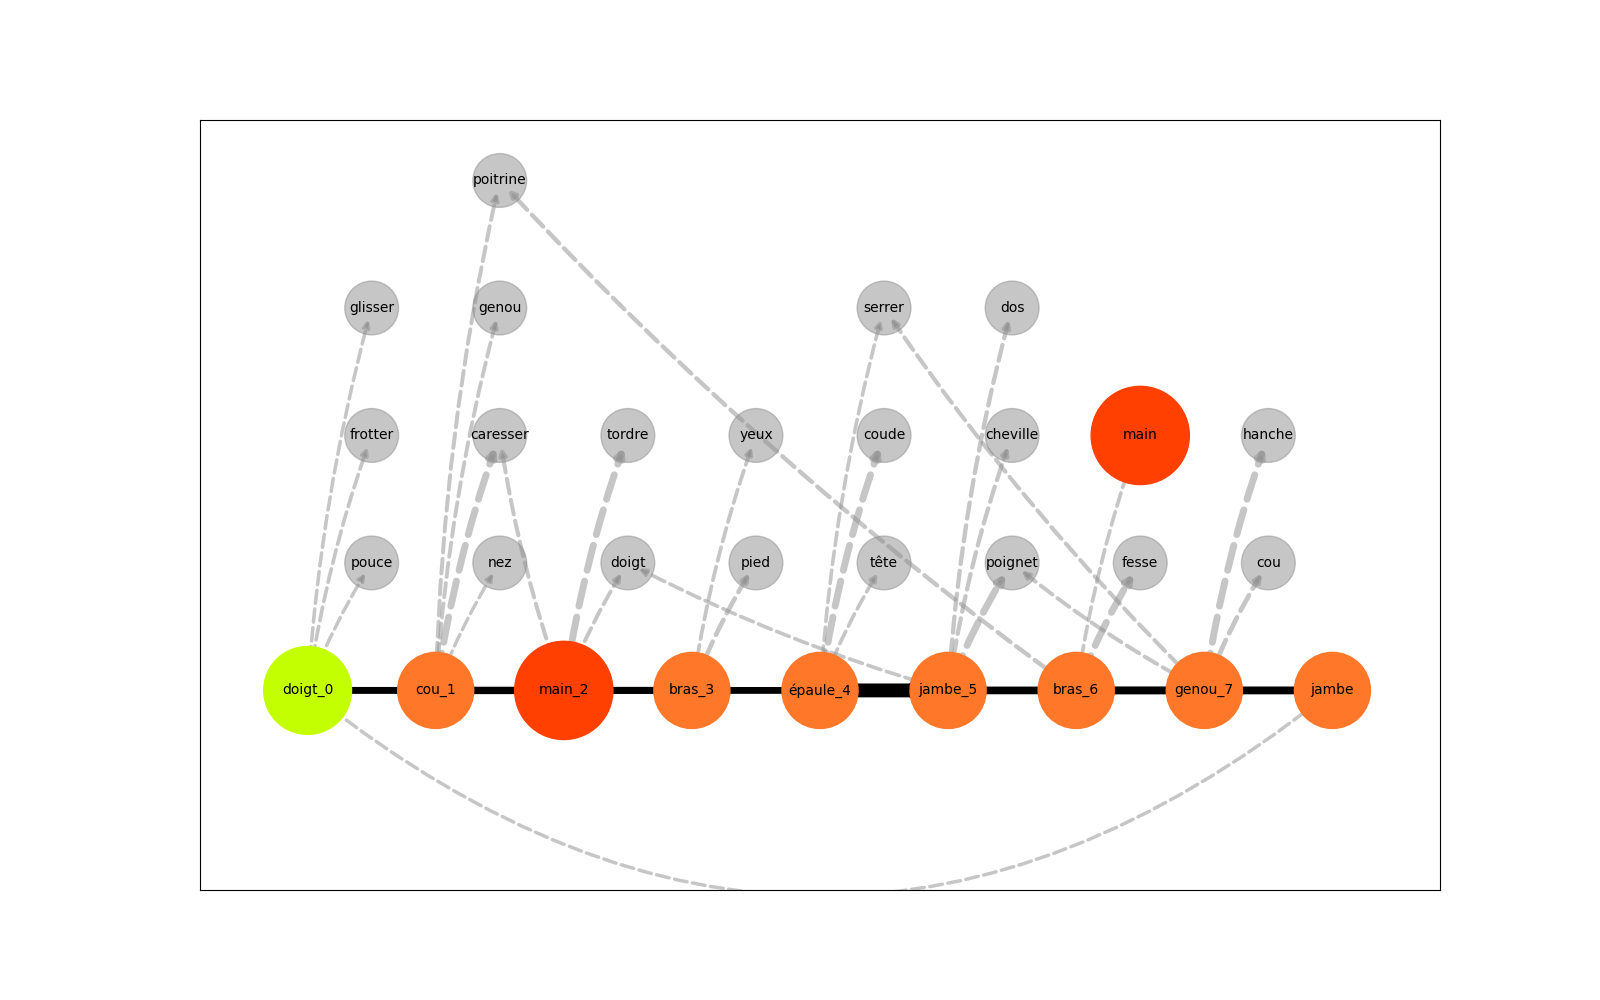 poitrine
glisser
genou
serrer
dos
frotter
caresser
tordre
yeux
coude
cheville
main
hanche
pouce
nez
doigt
pied
tête
poignet
fesse
cou
doigt_0
cou_1
main_2
bras_3
épaule_4
jambe_5
bras_6
genou_7
jambe